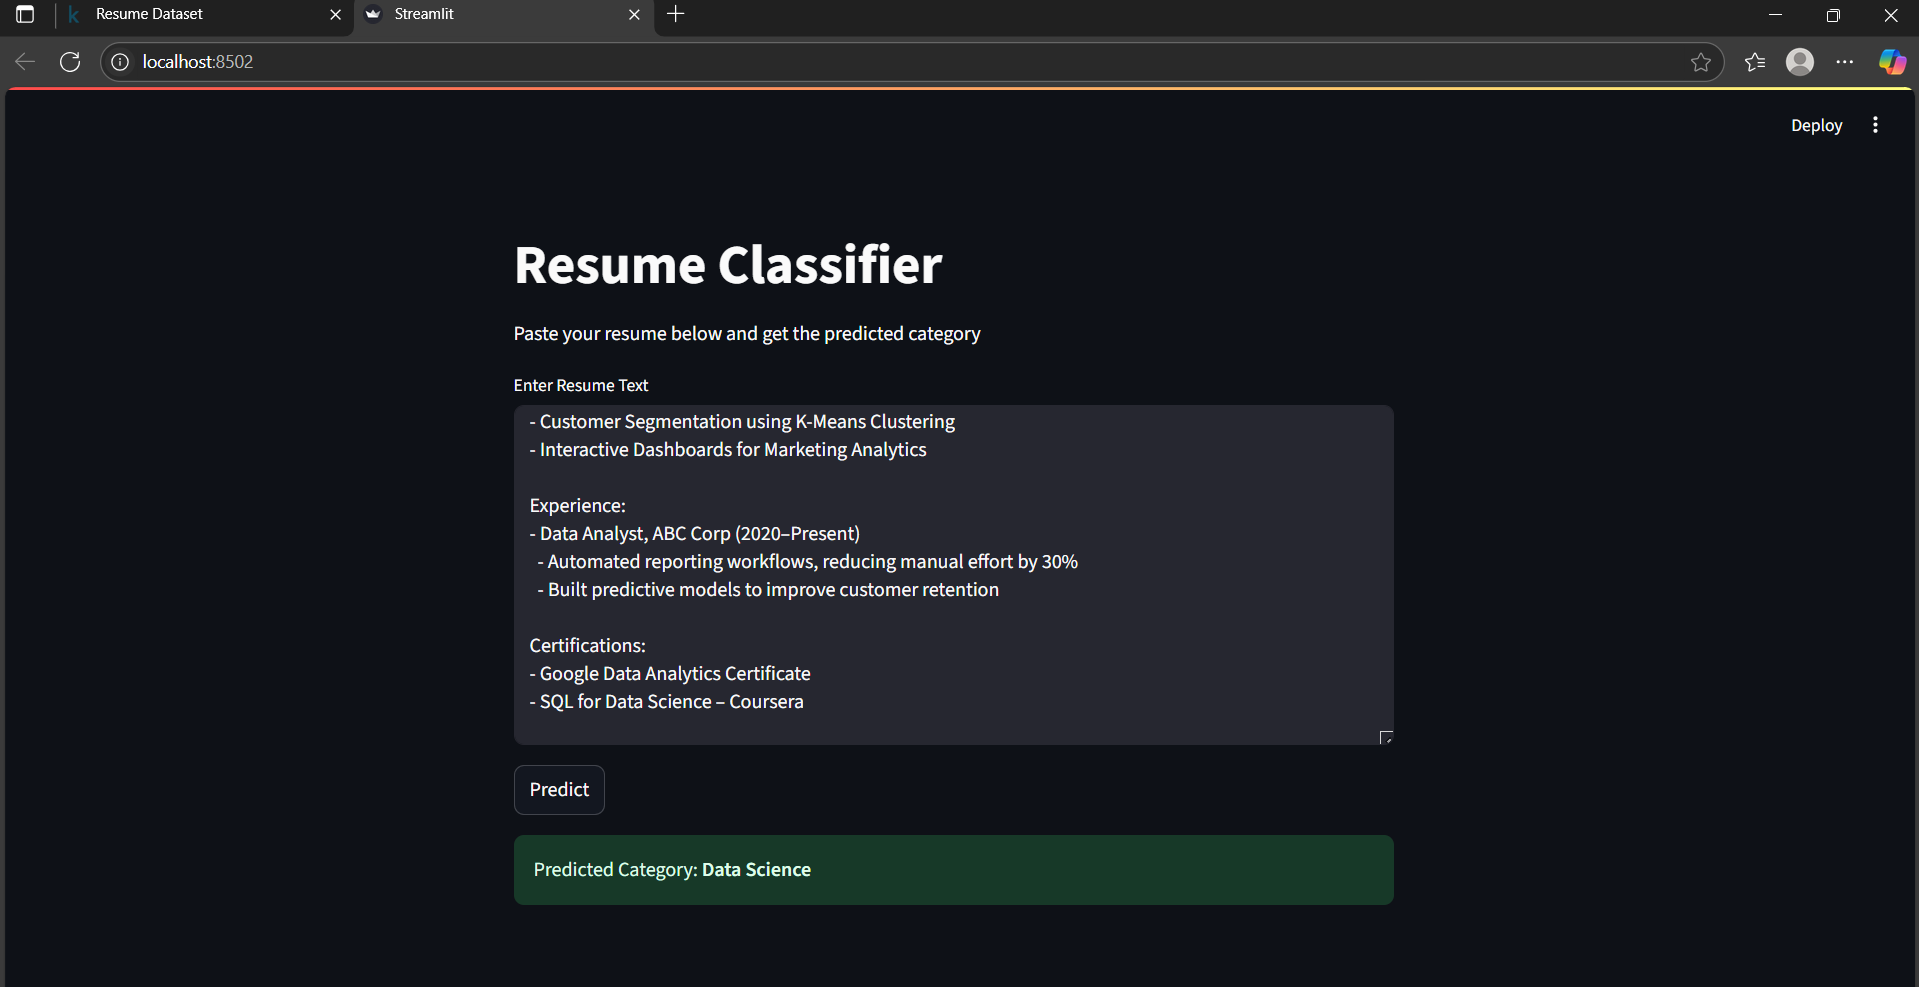 Resume Dataset
Streamlit
localhost:8502
Deploy
Resume Classifier
Paste your resume below and get the predicted category
Enter Resume Text
- Customer Segmentation using K-Means Clustering
- Interactive Dashboards for Marketing Analytics
Experience:
- Data Analyst, ABC Corp (2020–Present)
- Automated reporting workflows, reducing manual effort by 30%
- Built predictive models to improve customer retention
Certifications:
- Google Data Analytics Certificate
- SQL for Data Science – Coursera
Predict
Predicted Category: Data Science